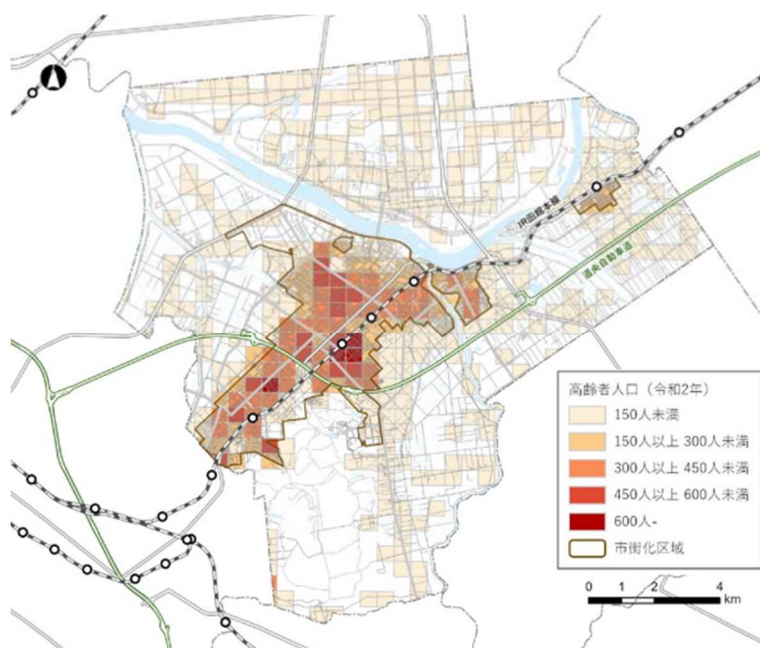 JR函館本線
道央自動車道
高齢者人口（令和2年）
150人未満
150人以上 300人未満
300人以上 450人未満
450人以上 600人未満
600人-
市街化区域
0 1 2 4
km